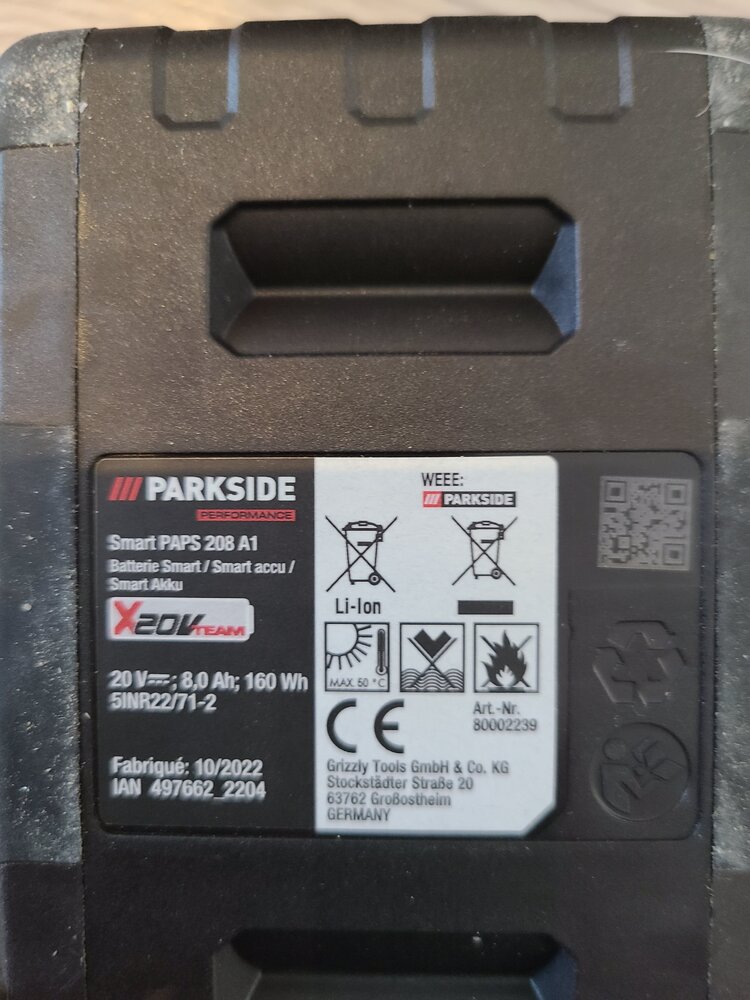 PARKSIDE
PERFORMANCE
Smart PAPS 208 A1
Batterie Smart / Smart accu /
Smart Akku
X20V TEAM
20 V⎓; 8,0 Ah; 160 Wh
5INR22/71-2
Fabriqué: 10/2022
IAN 497662_2204
WEEE:
PARKSIDE
Li-Ion
MAX. 50 °C
Art.-Nr.
80002239
CE
Grizzly Tools GmbH & Co. KG
Stockstädter Straße 20
63762 Großostheim
GERMANY